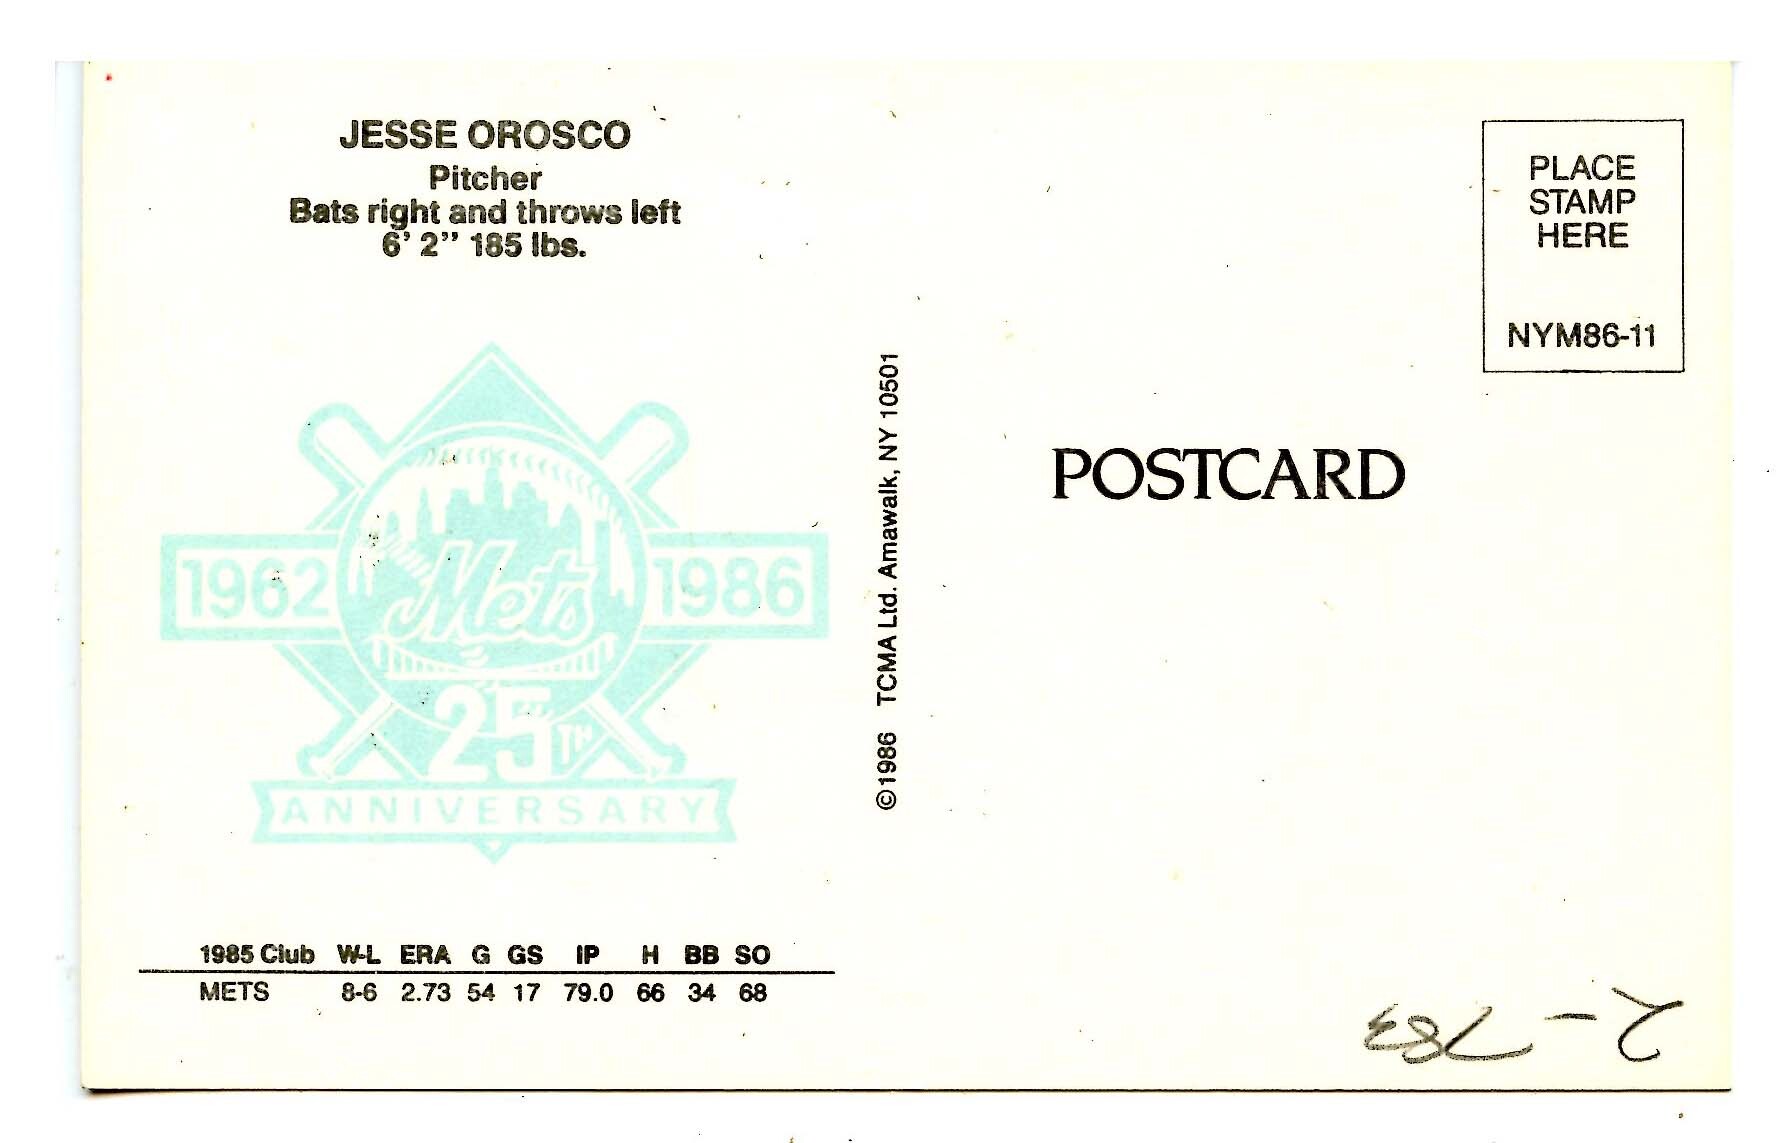 JESSE OROSCO
Pitcher
Bats right and throws left
6' 2" 185 lbs.
1962 Mets 1986
25TH
ANNIVERSARY
1985 Club W-L ERA G GS IP H BB SO
METS 8-6 2.73 54 17 79.0 66 34 68
©1986 TCMA Ltd. Amawalk, NY 10501
PLACE
STAMP
HERE
NYM86-11
POSTCARD
2-783